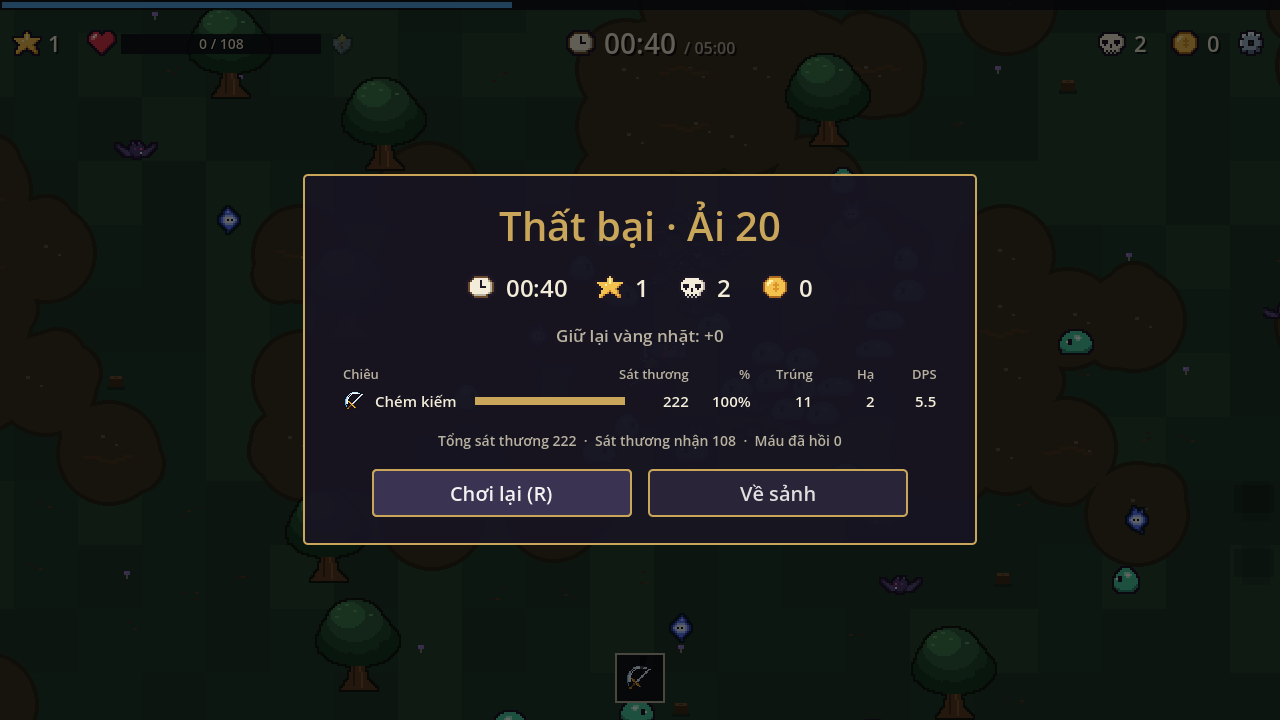 1 0 / 108 00:40 / 05:00 2 0
Thất bại · Ải 20
00:40 1 2 0
Giữ lại vàng nhặt: +0
Chiêu Sát thương % Trúng Hạ DPS
Chém kiếm 222 100% 11 2 5.5
Tổng sát thương 222 · Sát thương nhận 108 · Máu đã hồi 0
Chơi lại (R) Về sảnh